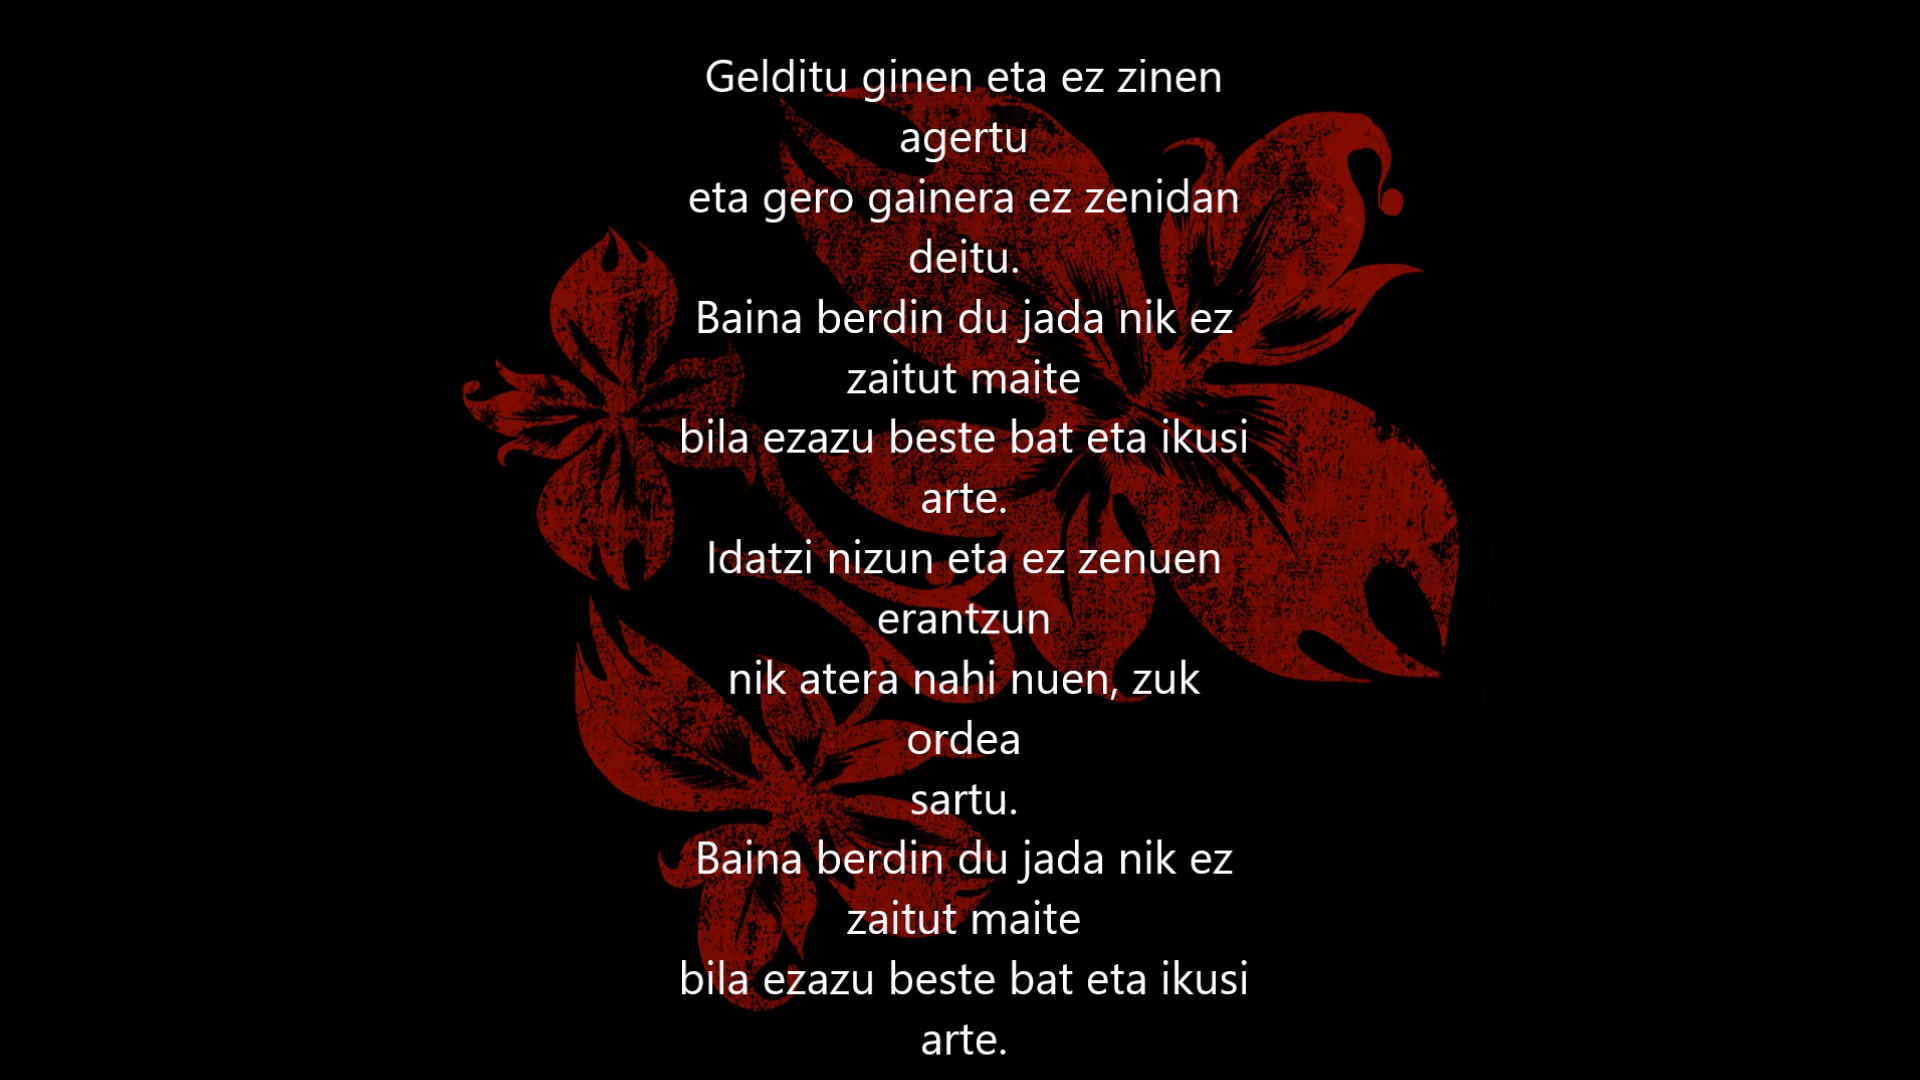 Gelditu ginen eta ez zinen
agertu
eta gero gainera ez zenidan
deitu.
Baina berdin du jada nik ez
zaitut maite
bila ezazu beste bat eta ikusi
arte.
Idatzi nizun eta ez zenuen
erantzun
nik atera nahi nuen, zuk
ordea
sartu.
Baina berdin du jada nik ez
zaitut maite
bila ezazu beste bat eta ikusi
arte.